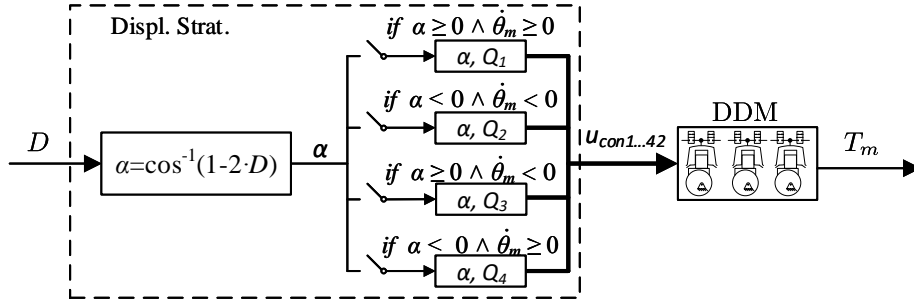 Displ. Strat.
if α ≥ 0 ∧ θ̇ₘ ≥ 0
α, Q₁
if α < 0 ∧ θ̇ₘ < 0
α, Q₂
DDM
D
α=cos⁻¹(1-2·D)
α
u_con1...42
Tₘ
if α ≥ 0 ∧ θ̇ₘ < 0
α, Q₃
if α < 0 ∧ θ̇ₘ ≥ 0
α, Q₄